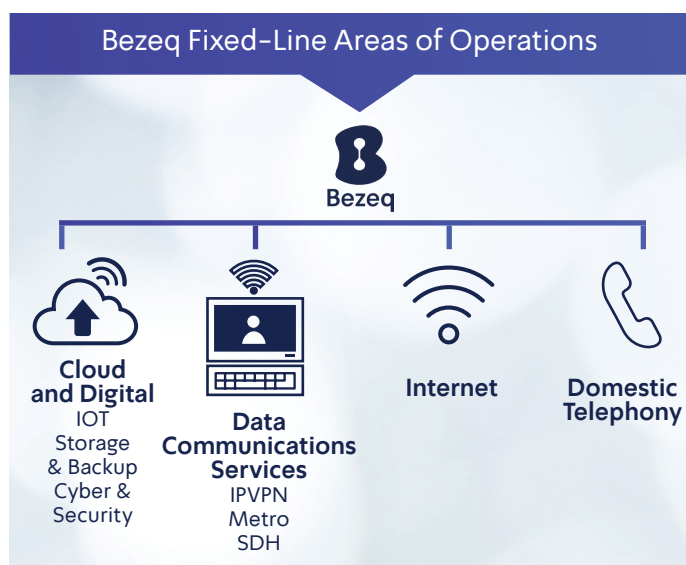 Bezeq Fixed-Line Areas of Operations
Bezeq
Cloud
and Digital
IOT
Storage
& Backup
Cyber &
Security
Data
Communications
Services
IPVPN
Metro
SDH
Internet
Domestic
Telephony